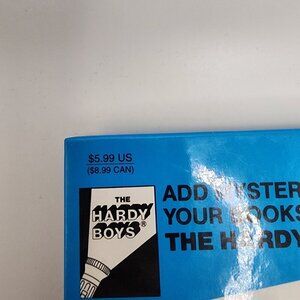 $5.99 US
($8.99 CAN)
THE
HARDY
BOYS®
ADD MYSTER
YOUR BOOKS
THE HARDY